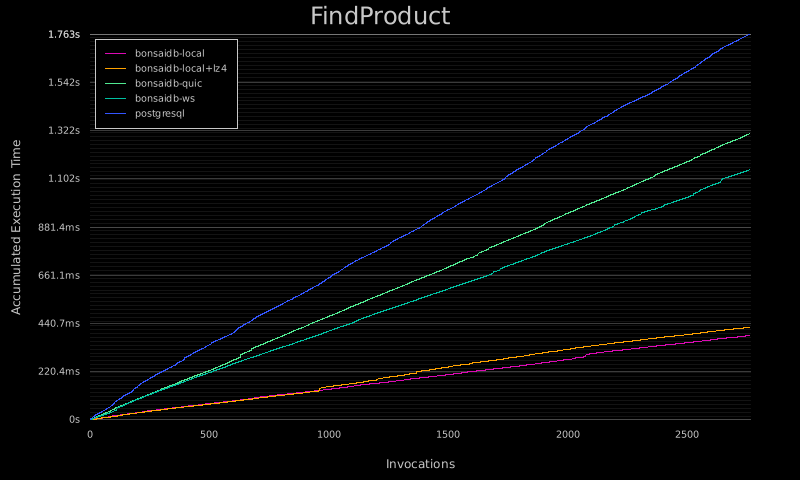 FindProduct
1.763s
bonsaidb-local
bonsaidb-local+lz4
bonsaidb-quic
bonsaidb-ws
postgresql
1.542s
1.322s
1.102s
881.4ms
661.1ms
440.7ms
220.4ms
0s
Accumulated Execution Time
0
500
1000
1500
2000
2500
Invocations